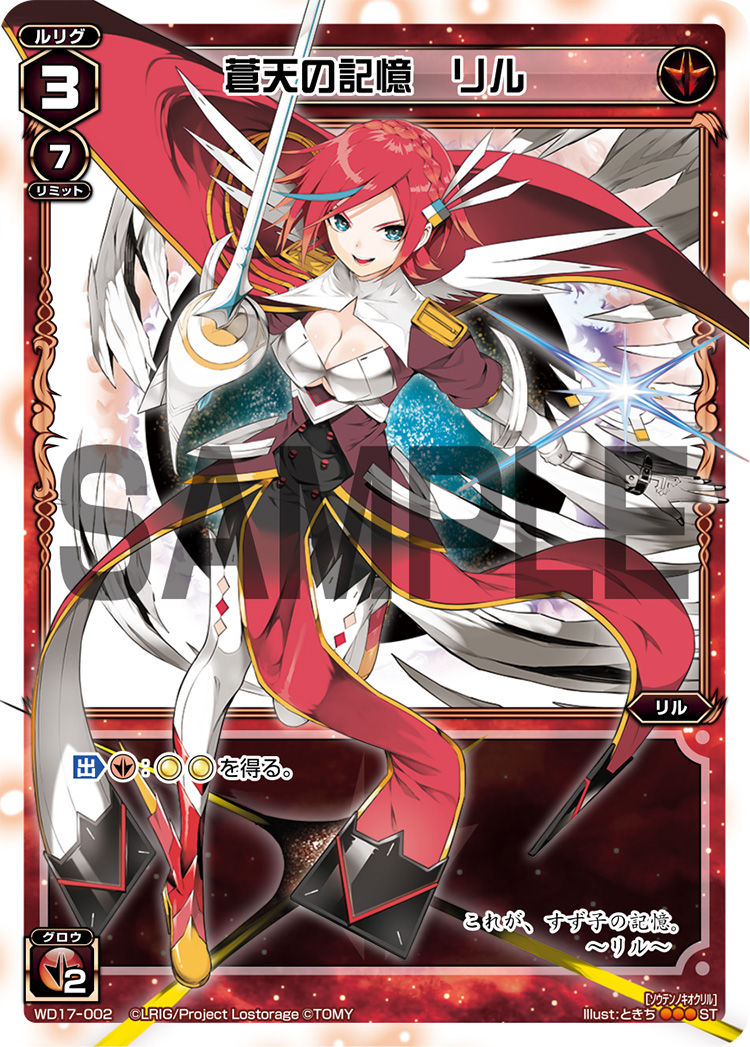 ルリグ
3
蒼天の記憶 リル
7
リミット
SAMPLE
リル
出:を得る。
これが、すず子の記憶。
~リル~
グロウ
2
[ソウテンノキオクリル]
WD17-002 ©LRIG/Project Lostorage ©TOMY Illust:ときち ST